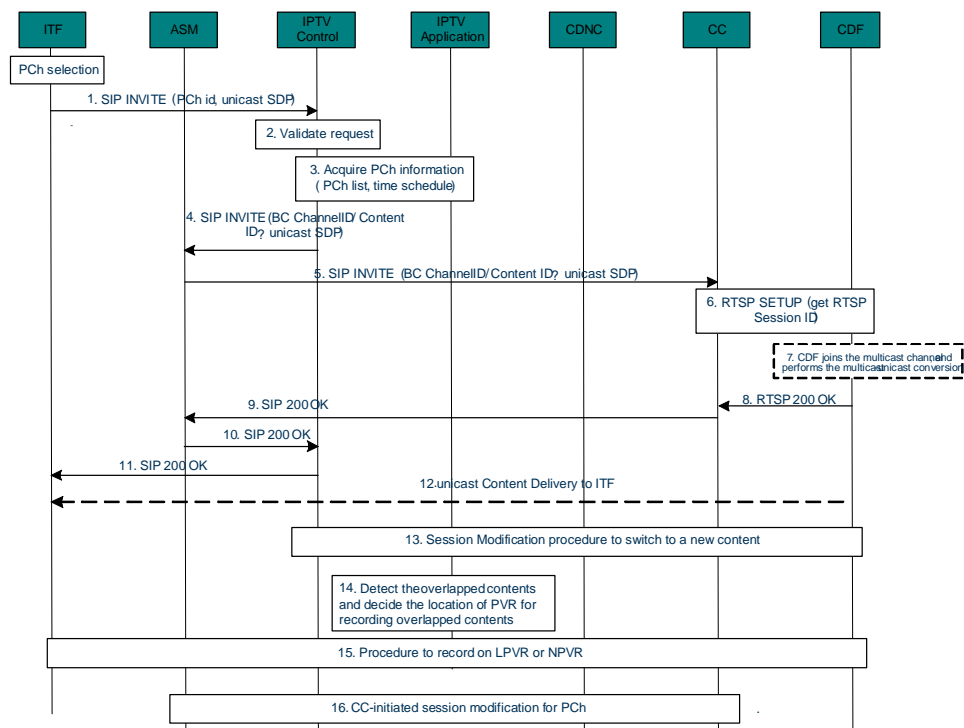 ITF
ASM
IPTV
Control
IPTV
Application
CDNC
CC
CDF
PCh selection
1. SIP INVITE (PCh id, unicast SDP)
2. Validate request
3. Acquire PCh information
( PCh list, time schedule)
4. SIP INVITE (BC ChannelID/ Content
ID? unicast SDP)
5. SIP INVITE (BC ChannelID/ Content ID? unicast SDP)
6. RTSP SETUP (get RTSP
Session ID)
7. CDF joins the multicast channel and
performs the multicast-unicast conversion
8. RTSP 200 OK
9. SIP 200 OK
10. SIP 200 OK
11. SIP 200 OK
12.unicast Content Delivery to ITF
13. Session Modification procedure to switch to a new content
14. Detect the overlapped contents
and decide the location of PVR for
recording overlapped contents
15. Procedure to record on LPVR or NPVR
16. CC-initiated session modification for PCh